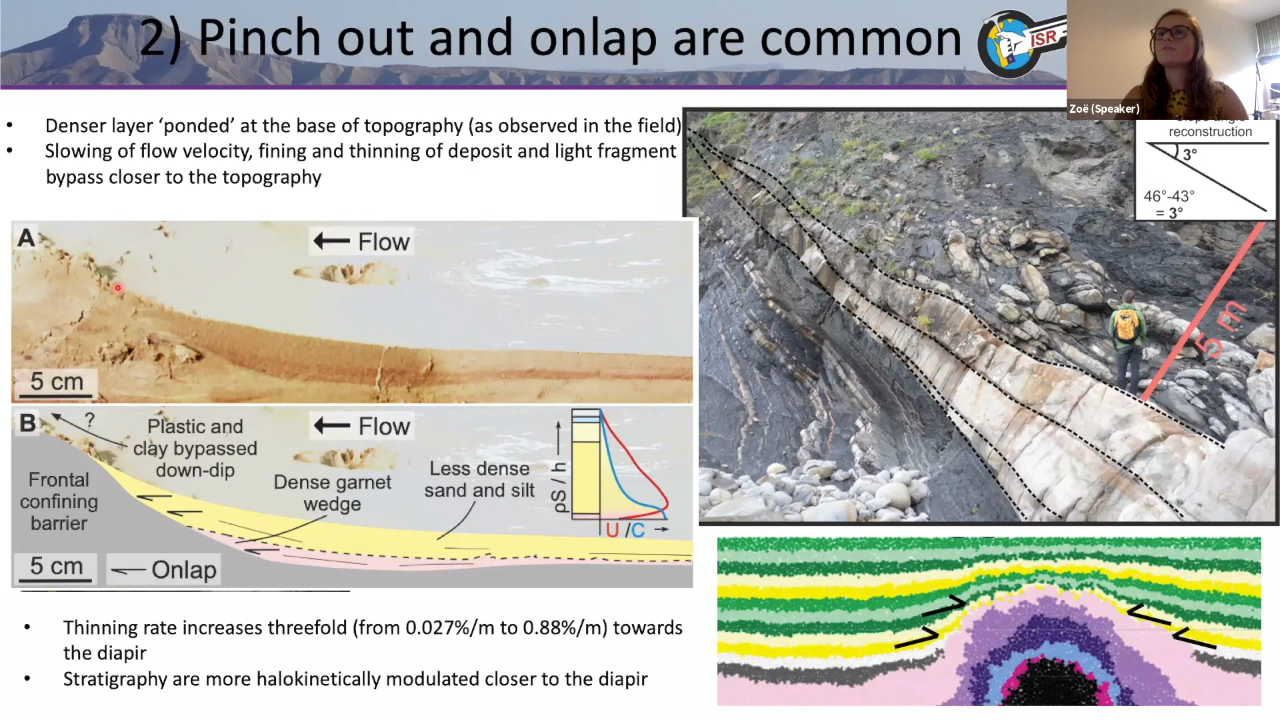 2) Pinch out and onlap are common
ISR
Zoë (Speaker)
• Denser layer ‘ponded’ at the base of topography (as observed in the field)
• Slowing of flow velocity, fining and thinning of deposit and light fragment
bypass closer to the topography
reconstruction
3°
46°-43°
= 3°
5 m
A
Flow
5 cm
B
?
Plastic and
clay bypassed
down-dip
Flow
Frontal
confining
barrier
Dense garnet
wedge
Less dense
sand and silt
ρS / h
U /C
5 cm
Onlap
• Thinning rate increases threefold (from 0.027%/m to 0.88%/m) towards
the diapir
• Stratigraphy are more halokinetically modulated closer to the diapir